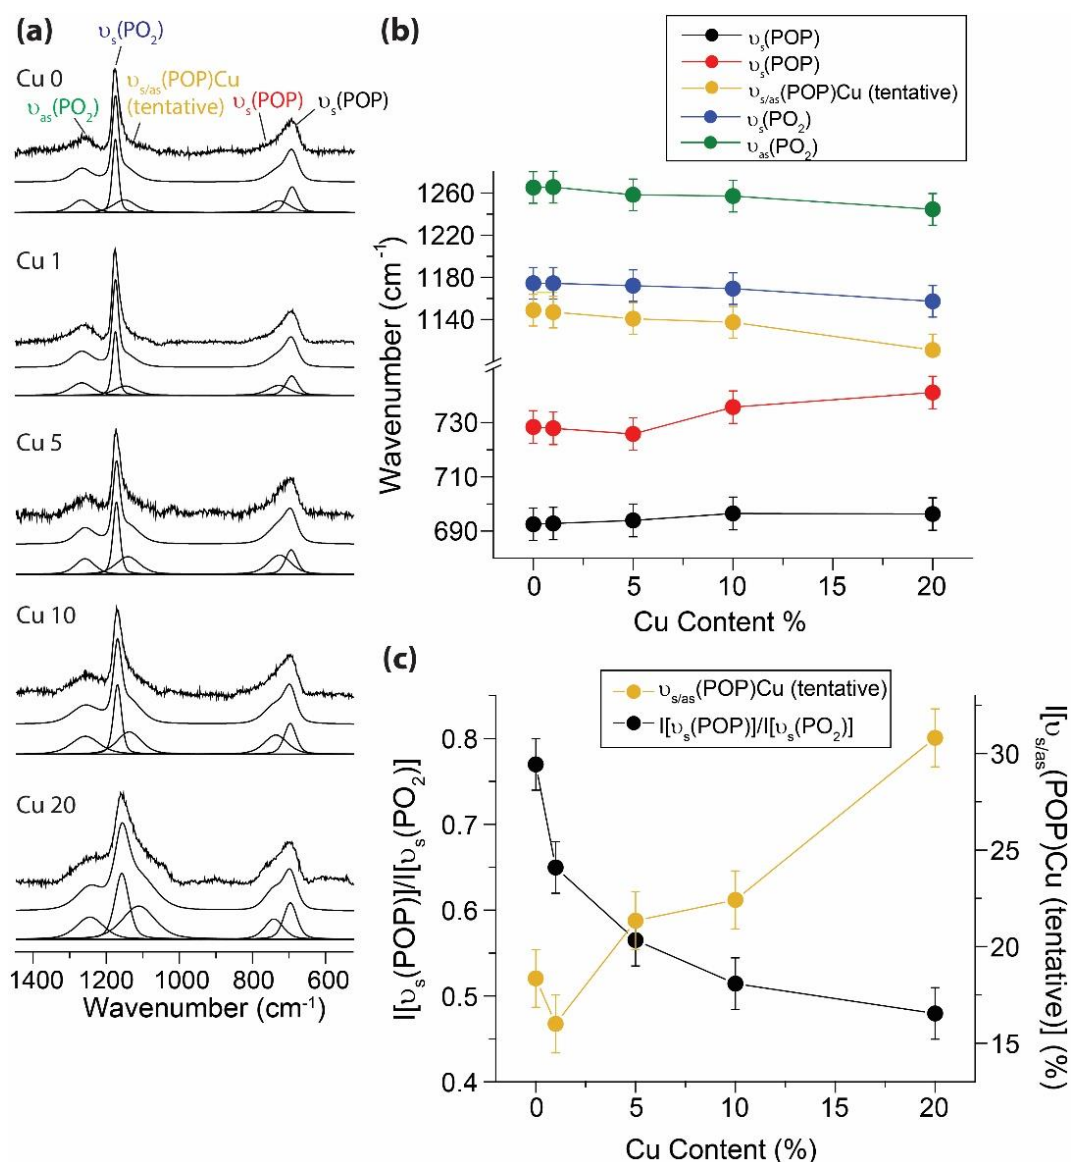 (a)
υs(PO2)
Cu 0
υs/as(POP)Cu
(tentative)
υas(PO2)
υs(POP)
υs(POP)
Cu 1
Cu 5
Cu 10
Cu 20
1400 1200 1000 800 600
Wavenumber (cm-1)
(b)
υs(POP)
υs(POP)
υs/as(POP)Cu (tentative)
υs(PO2)
υas(PO2)
1260
1220
1180
1140
730
710
690
Wavenumber (cm-1)
0 5 10 15 20
Cu Content %
(c)
υs/as(POP)Cu (tentative)
I[υs(POP)]/I[υs(PO2)]
0.8
0.7
0.6
0.5
0.4
I[υs(POP)]/I[υs(PO2)]
30
25
20
15
I[υs/as(POP)Cu (tentative)] (%)
0 5 10 15 20
Cu Content (%)